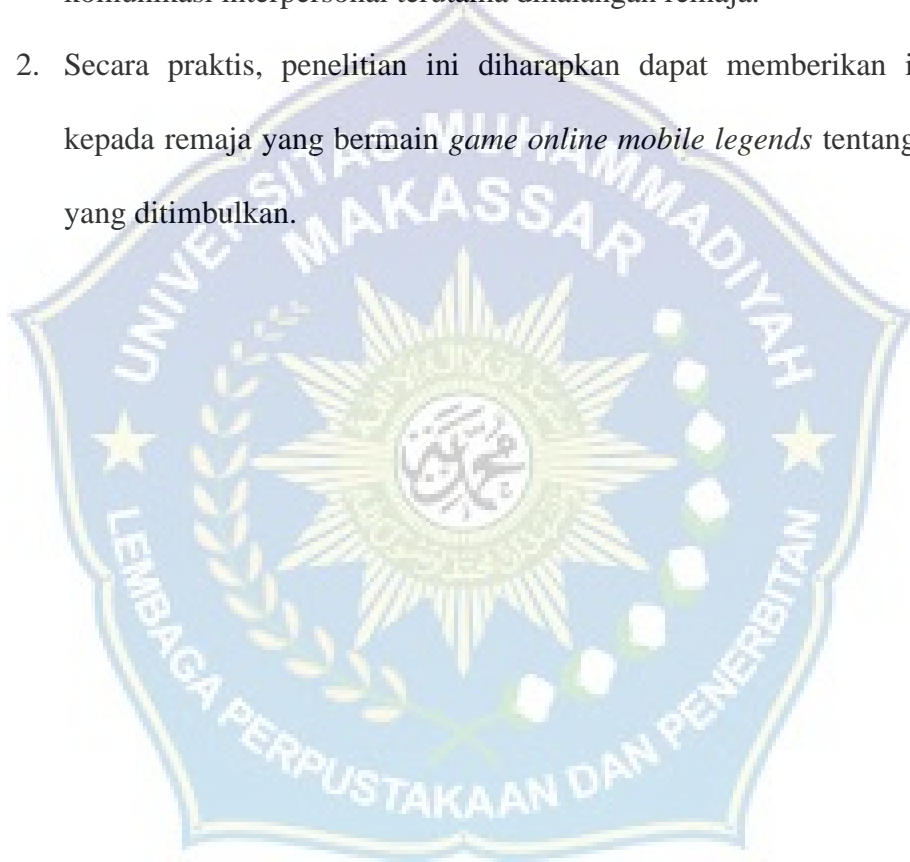 komunikasi interpersonal terutama dikalangan remaja.
2. Secara praktis, penelitian ini diharapkan dapat memberikan
kepada remaja yang bermain game online mobile legends tentang
yang ditimbulkan.
UNIVERSITAS MUHAMMADIYAH
MAKASSAR
LEMBAGA PERPUSTAKAAN DAN PENERBITAN